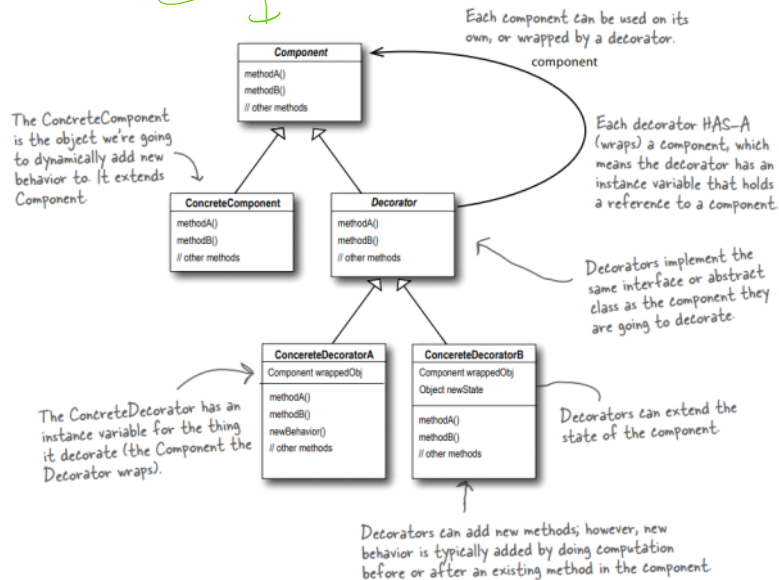 Each component can be used on its
own, or wrapped by a decorator.
component
Component
methodA()
methodB()
// other methods
The ConcreteComponent
is the object we're going
to dynamically add new
behavior to. It extends
Component.
Each decorator HAS-A
(wraps) a component, which
means the decorator has an
instance variable that holds
a reference to a component.
ConcreteComponent
methodA()
methodB()
// other methods
Decorator
methodA()
methodB()
// other methods
Decorators implement the
same interface or abstract
class as the component they
are going to decorate.
ConcereteDecoratorA
Component wrappedObj
methodA()
methodB()
newBehavior()
// other methods
ConcereteDecoratorB
Component wrappedObj
Object newState
methodA()
methodB()
// other methods
The ConcreteDecorator has an
instance variable for the thing
it decorate (the Component the
Decorator wraps).
Decorators can extend the
state of the component.
Decorators can add new methods; however, new
behavior is typically added by doing computation
before or after an existing method in the component.